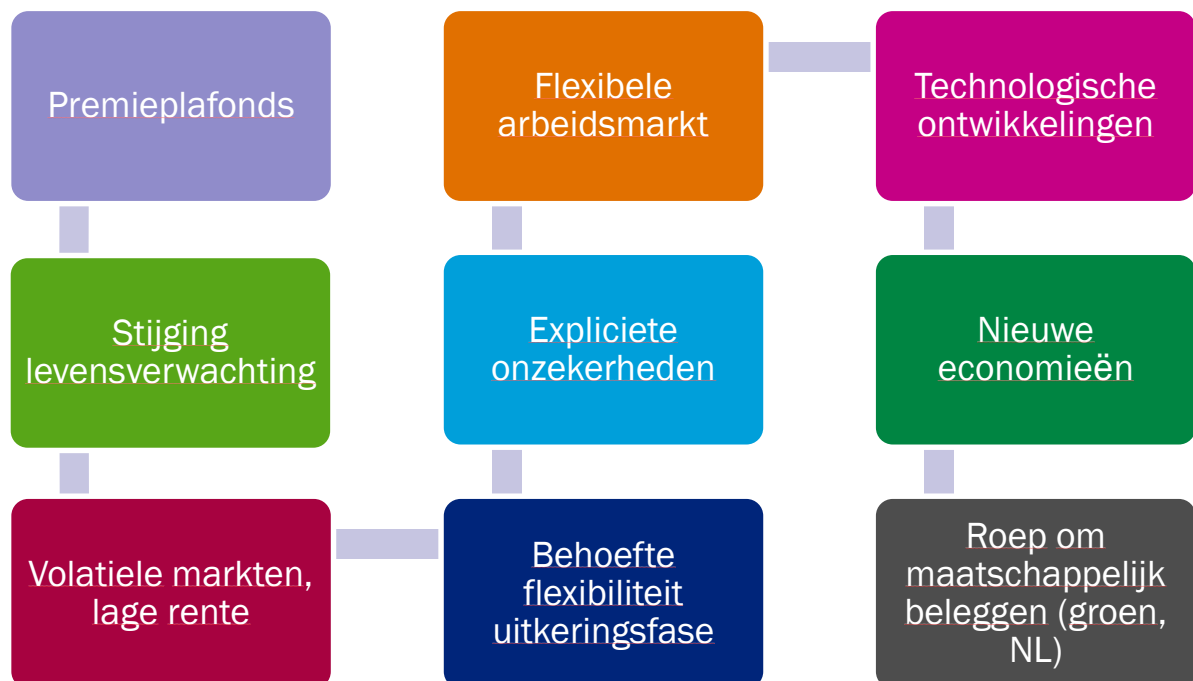 Premieplafonds
Stijging
levensverwachting
Volatiele markten,
lage rente
Behoefte
flexibiliteit
uitkeringsfase
Expliciete
onzekerheden
Flexibele
arbeidsmarkt
Technologische
ontwikkelingen
Nieuwe
economieën
Roep om
maatschappelijk
beleggen (groen,
NL)